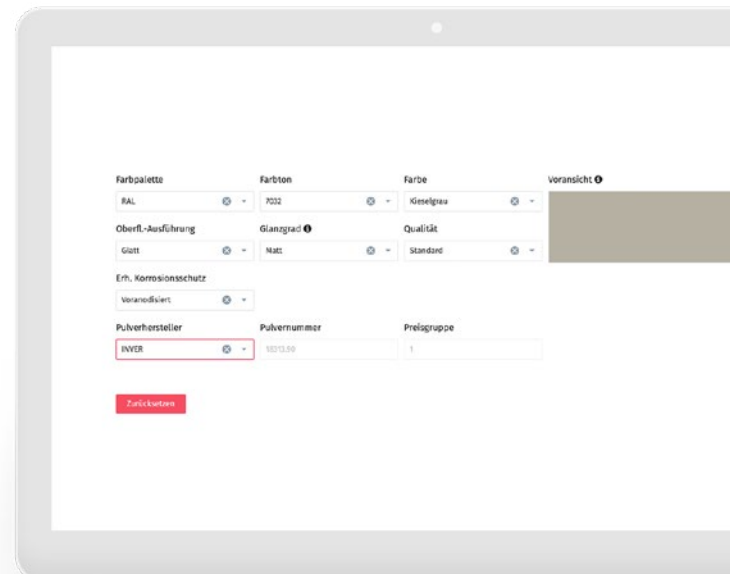 Farbpalette Farbton Farbe Voransicht
RAL 7032 Kieselgrau
Oberfl.-Ausführung Glanzgrad Qualität
Glatt Matt Standard
Erh. Korrosionsschutz
Voranodisiert
Pulverhersteller Pulvernummer Preisgruppe
INVER 1
Zurücksetzen